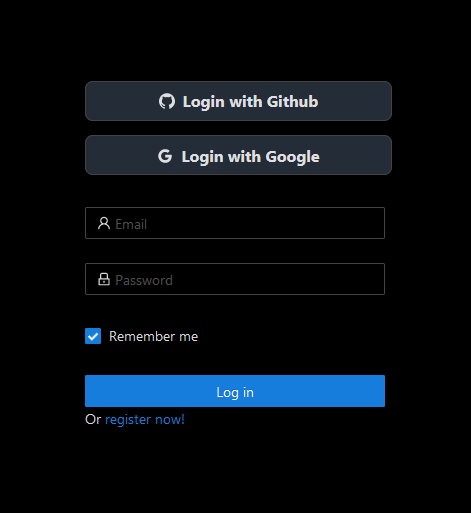 Login with Github
Login with Google
Email
Password
Remember me
Log in
Or register now!